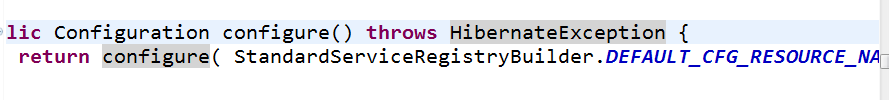 lic Configuration configure() throws HibernateException {
return configure( StandardServiceRegistryBuilder.DEFAULT_CFG_RESOURCE_NA